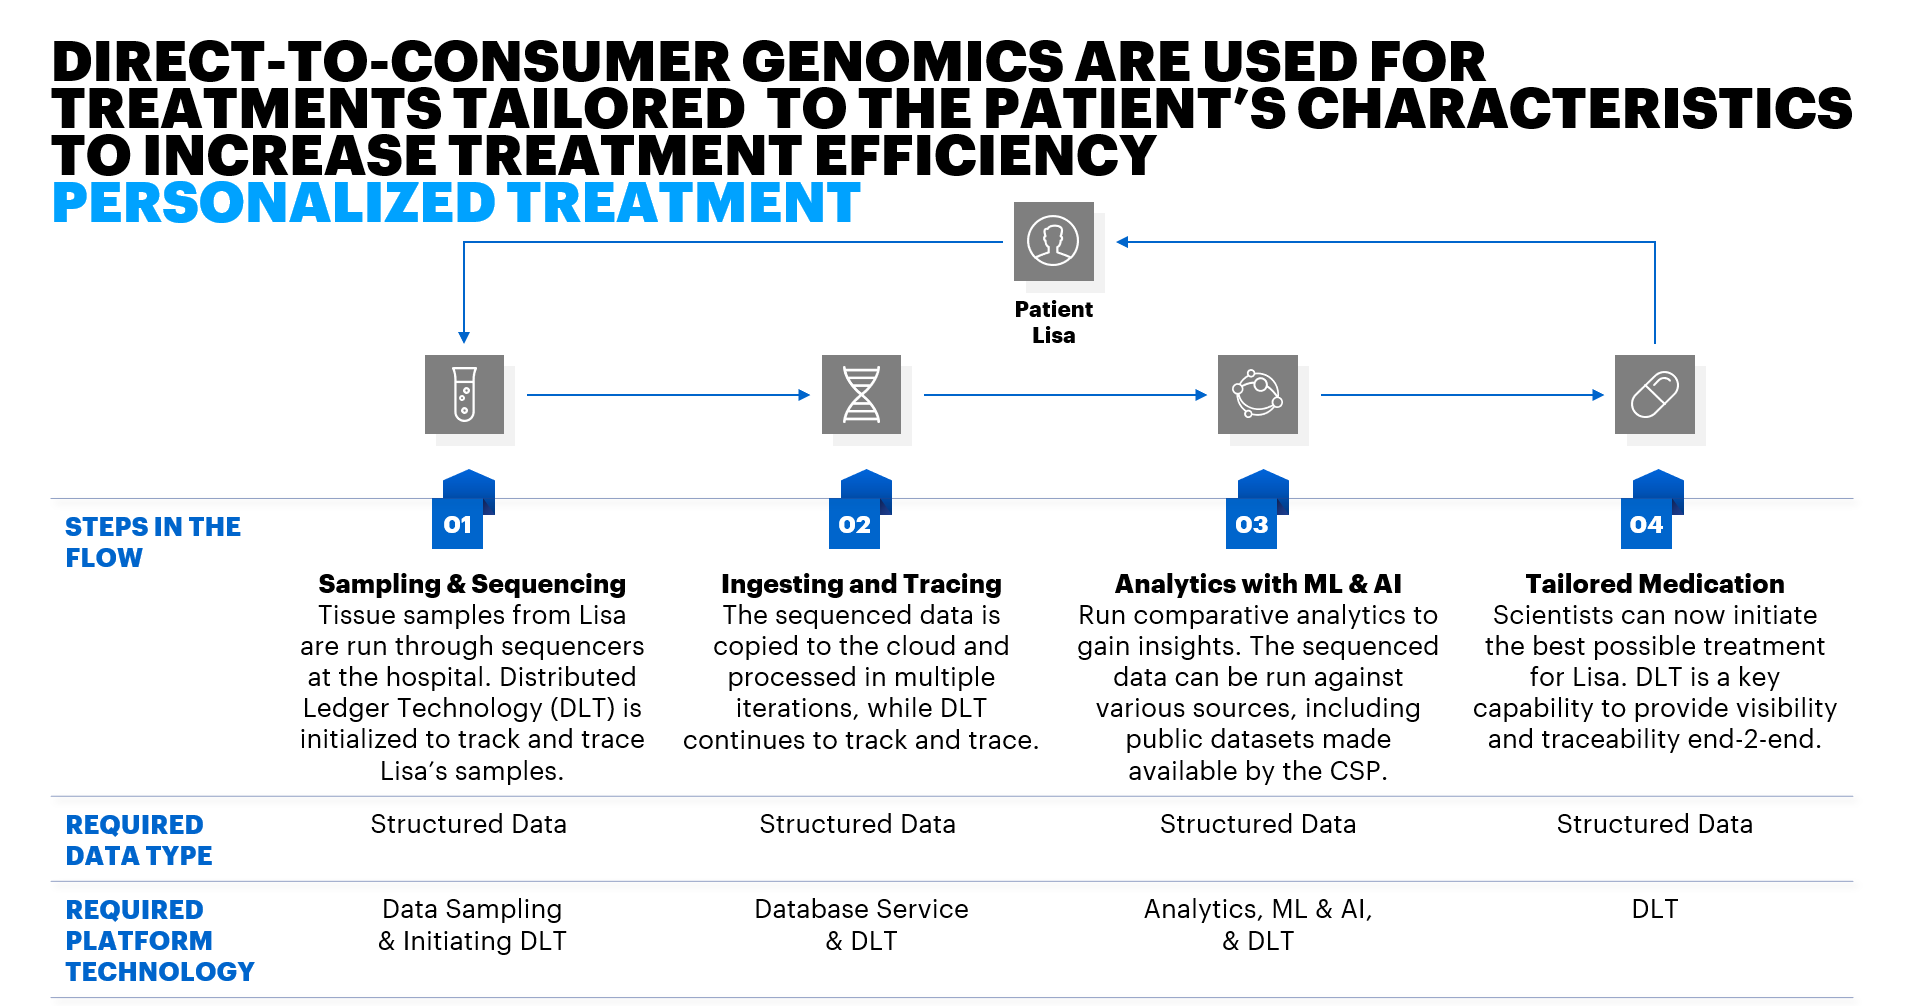 DIRECT-TO-CONSUMER GENOMICS ARE USED FOR
TREATMENTS TAILORED TO THE PATIENT’S CHARACTERISTICS
TO INCREASE TREATMENT EFFICIENCY
PERSONALIZED TREATMENT
Patient
Lisa
STEPS IN THE
FLOW
01
Sampling & Sequencing
Tissue samples from Lisa
are run through sequencers
at the hospital. Distributed
Ledger Technology (DLT) is
initialized to track and trace
Lisa’s samples.
02
Ingesting and Tracing
The sequenced data is
copied to the cloud and
processed in multiple
iterations, while DLT
continues to track and trace.
03
Analytics with ML & AI
Run comparative analytics to
gain insights. The sequenced
data can be run against
various sources, including
public datasets made
available by the CSP.
04
Tailored Medication
Scientists can now initiate
the best possible treatment
for Lisa. DLT is a key
capability to provide visibility
and traceability end-2-end.
REQUIRED
DATA TYPE
Structured Data
Structured Data
Structured Data
Structured Data
REQUIRED
PLATFORM
TECHNOLOGY
Data Sampling
& Initiating DLT
Database Service
& DLT
Analytics, ML & AI,
& DLT
DLT